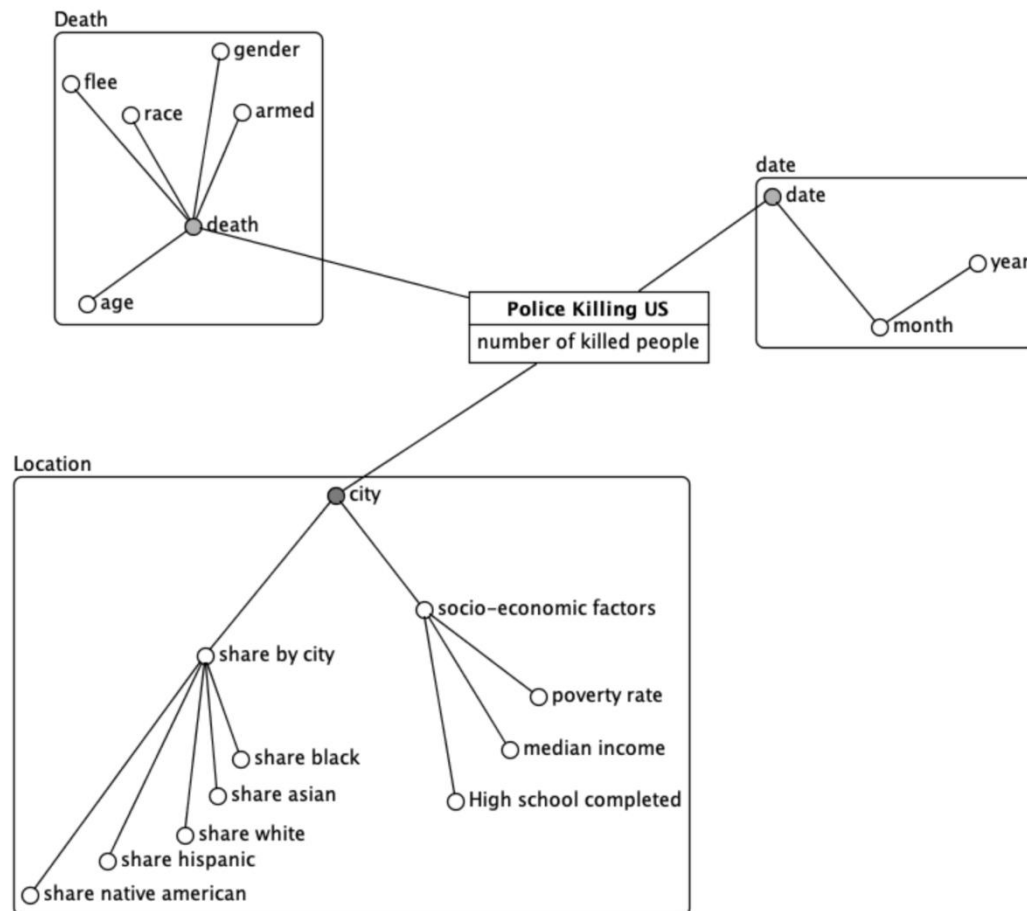 Death
gender
flee
race
armed
death
age
date
date
year
month
Police Killing US
number of killed people
Location
city
socio-economic factors
share by city
poverty rate
median income
share black
share asian
High school completed
share white
share hispanic
share native american